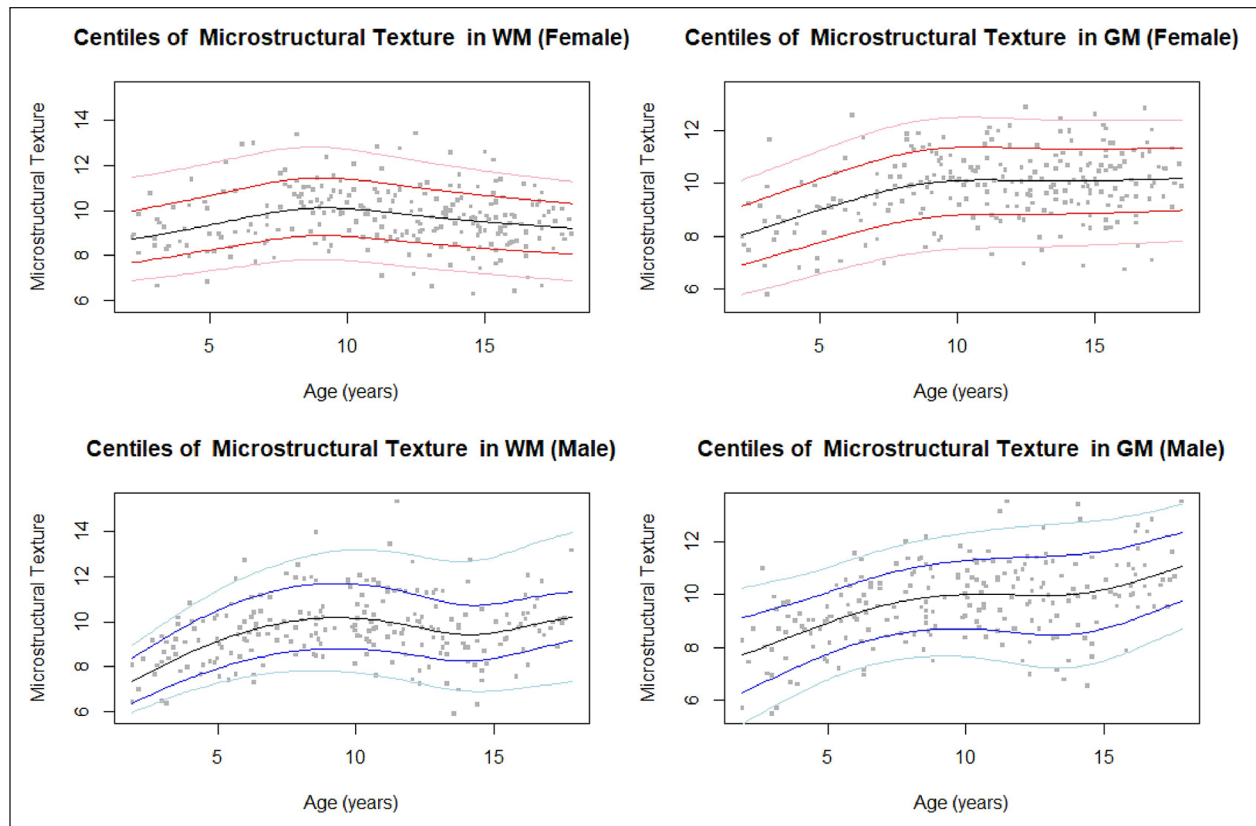 Centiles of Microstructural Texture in WM (Female)
Microstructural Texture
6 8 10 12 14
5 10 15
Age (years)
Centiles of Microstructural Texture in GM (Female)
Microstructural Texture
6 8 10 12
5 10 15
Age (years)
Centiles of Microstructural Texture in WM (Male)
Microstructural Texture
6 8 10 12 14
5 10 15
Age (years)
Centiles of Microstructural Texture in GM (Male)
Microstructural Texture
6 8 10 12
5 10 15
Age (years)